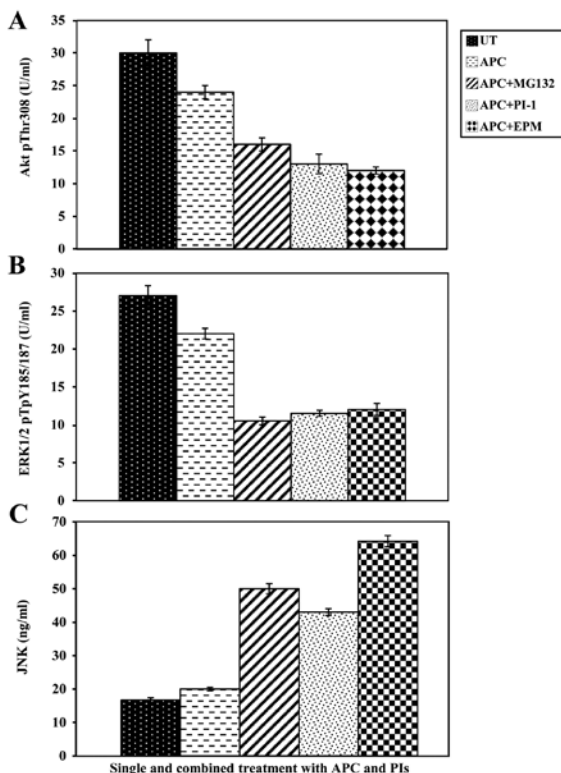 A
Akt pThr308 (U/ml)
35
30
25
20
15
10
5
0
UT
APC
APC+MG132
APC+PI-1
APC+EPM
B
ERK1/2 pTpY185/187 (U/ml)
30
25
20
15
10
5
0
C
JNK (ng/ml)
70
60
50
40
30
20
10
0
Single and combined treatment with APC and PIs